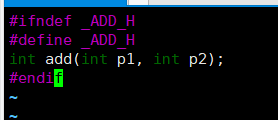 #ifndef _ADD_H
#define _ADD_H
int add(int p1, int p2);
#endif
~
~